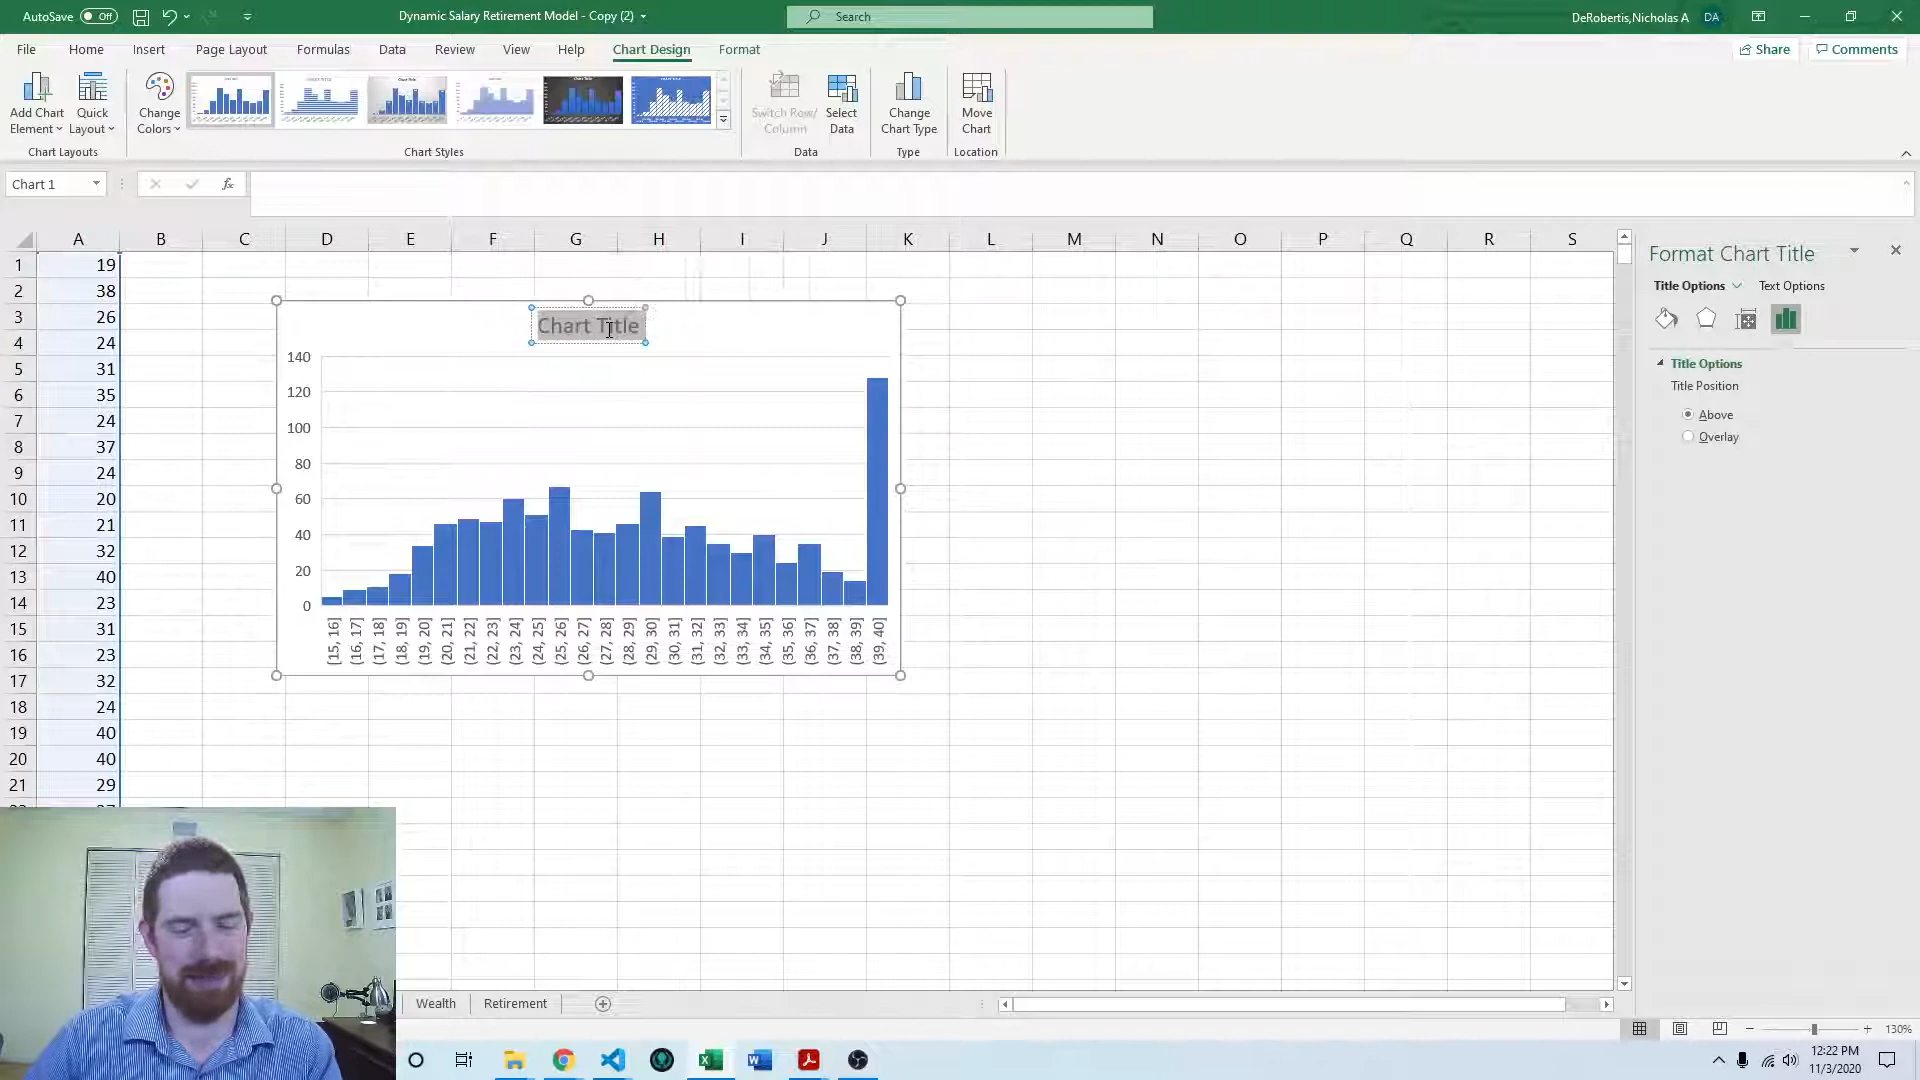 AutoSave Off
Dynamic Salary Retirement Model - Copy (2)
Search
DeRobertis,Nicholas A DA
File Home Insert Page Layout Formulas Data Review View Help Chart Design Format
Share Comments
Add Chart Element
Quick Layout
Change Colors
Switch Row/ Column
Select Data
Change Chart Type
Move Chart
Chart Layouts Chart Styles Data Type Location
Chart 1 fx
A B C D E F G H I J K L M N O P Q R S
1 19
2 38
3 26
4 24
5 31
6 35
7 24
8 37
9 24
10 20
11 21
12 32
13 40
14 23
15 31
16 23
17 32
18 24
19 40
20 40
21 29
Chart Title
140
120
100
80
60
40
20
0
[15, 16] (16, 17] (17, 18] (18, 19] (19, 20] (20, 21] (21, 22] (22, 23] (23, 24] (24, 25] (25, 26] (26, 27] (27, 28] (28, 29] (29, 30] (30, 31] (31, 32] (32, 33] (33, 34] (34, 35] (35, 36] (36, 37] (37, 38] (38, 39] (39, 40]
Format Chart Title
Title Options Text Options
Title Options
Title Position
Above
Overlay
Wealth Retirement
130%
12:22 PM
11/3/2020